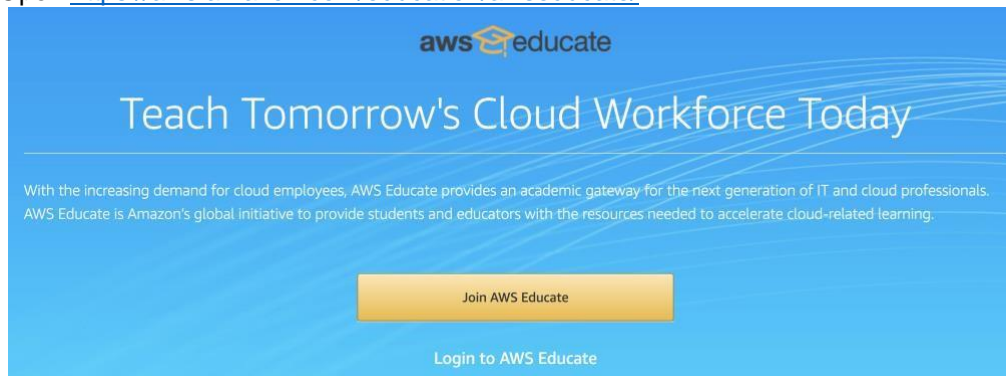 aws educate
Teach Tomorrow's Cloud Workforce Today
With the increasing demand for cloud employees, AWS Educate provides an academic gateway for the next generation of IT and cloud professionals.
AWS Educate is Amazon's global initiative to provide students and educators with the resources needed to accelerate cloud-related learning.
Join AWS Educate
Login to AWS Educate